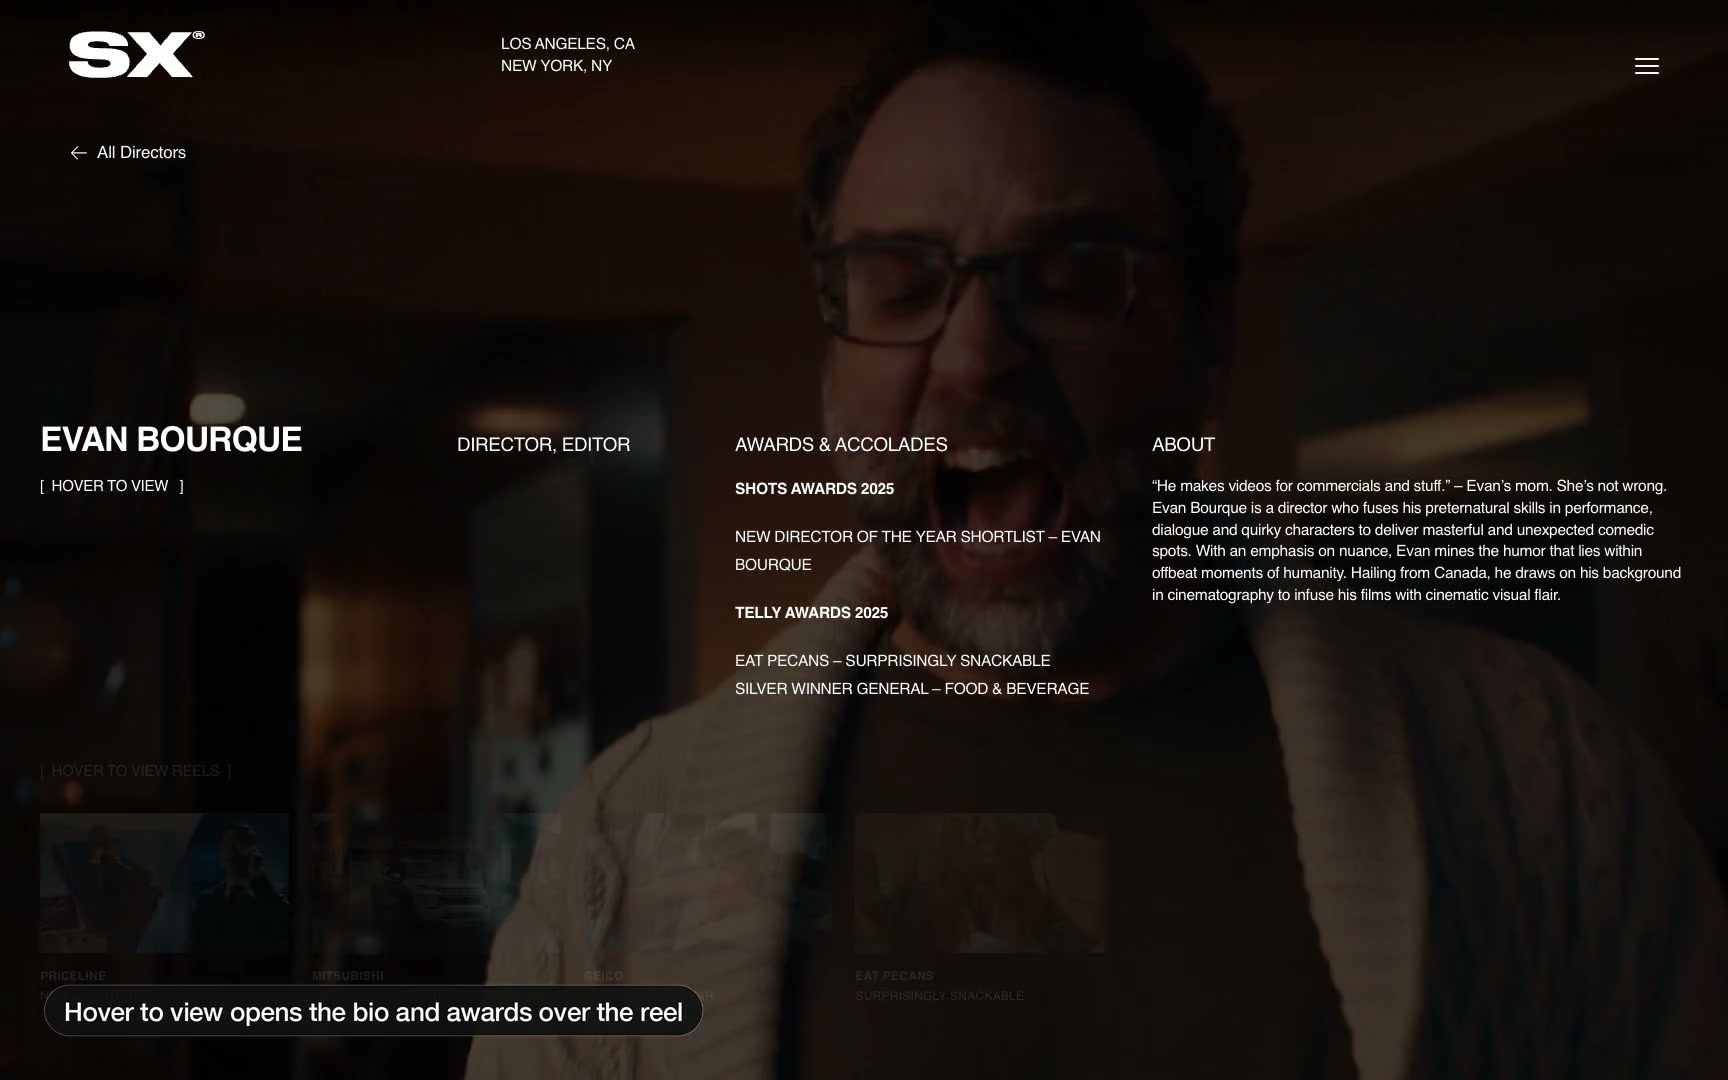 SX®
LOS ANGELES, CA
NEW YORK, NY
← All Directors
EVAN BOURQUE
[ HOVER TO VIEW ]
DIRECTOR, EDITOR
AWARDS & ACCOLADES
SHOTS AWARDS 2025
NEW DIRECTOR OF THE YEAR SHORTLIST – EVAN
BOURQUE
TELLY AWARDS 2025
EAT PECANS – SURPRISINGLY SNACKABLE
SILVER WINNER GENERAL – FOOD & BEVERAGE
ABOUT
“He makes videos for commercials and stuff.” – Evan’s mom. She’s not wrong.
Evan Bourque is a director who fuses his preternatural skills in performance,
dialogue and quirky characters to deliver masterful and unexpected comedic
spots. With an emphasis on nuance, Evan mines the humor that lies within
offbeat moments of humanity. Hailing from Canada, he draws on his background
in cinematography to infuse his films with cinematic visual flair.
[ HOVER TO VIEW REELS ]
PRICELINE
MITSUBISHI
GEICO
EAT PECANS
SURPRISINGLY SNACKABLE
Hover to view opens the bio and awards over the reel